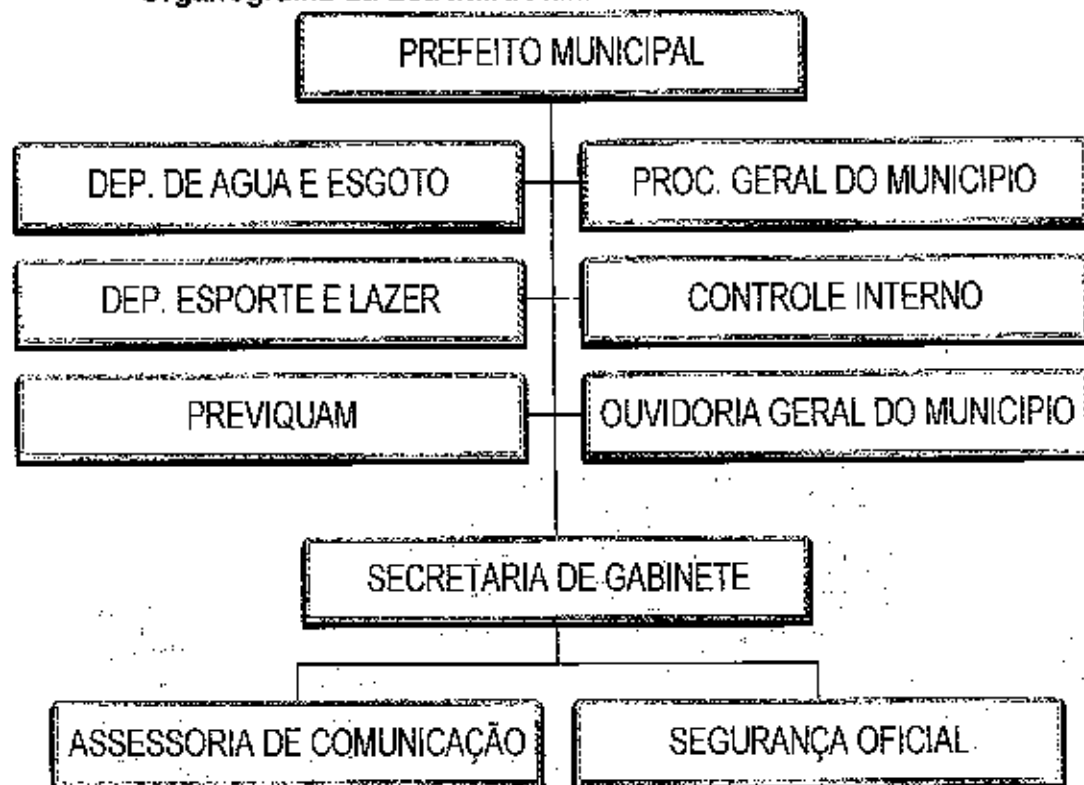 PREFEITO MUNICIPAL
DEP. DE AGUA E ESGOTO
PROC. GERAL DO MUNICIPIO
DEP. ESPORTE E LAZER
CONTROLE INTERNO
PREVIQUAM
OUVIDORIA GERAL DO MUNICIPIO
SECRETARIA DE GABINETE
ASSESSORIA DE COMUNICAÇÃO
SEGURANÇA OFICIAL